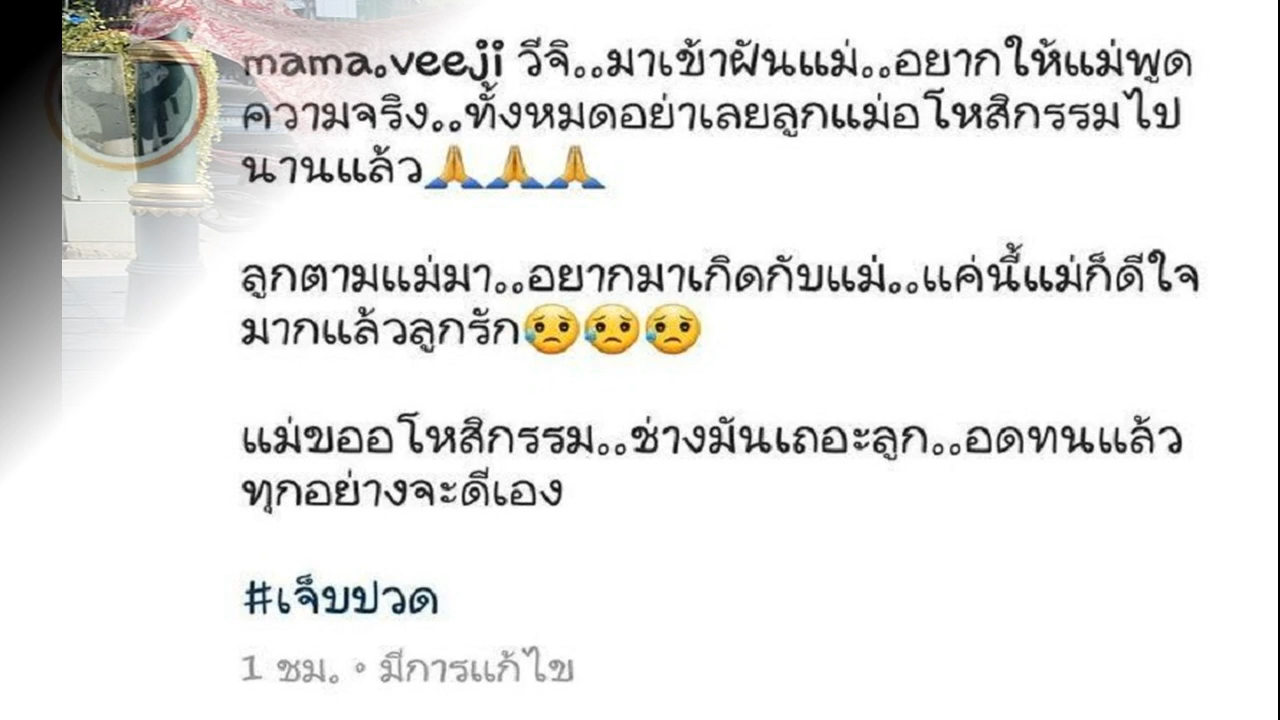 mama.veeji วีจิ..มาเข้าฝันแม่..อยากให้แม่พูด
ความจริง..ทั้งหมดอย่าเลยลูกแม่อโหสิกรรมไป
นานแล้ว🙏🙏🙏
ลูกตามแม่มา..อยากมาเกิดกับแม่..แค่นี้แม่ก็ดีใจ
มากแล้วลูกรัก😥😥😥
แม่ขออโหสิกรรม..ช่างมันเถอะลูก..อดทนแล้ว
ทุกอย่างจะดีเอง
#เจ็บปวด
1 ชม. • มีการแก้ไข